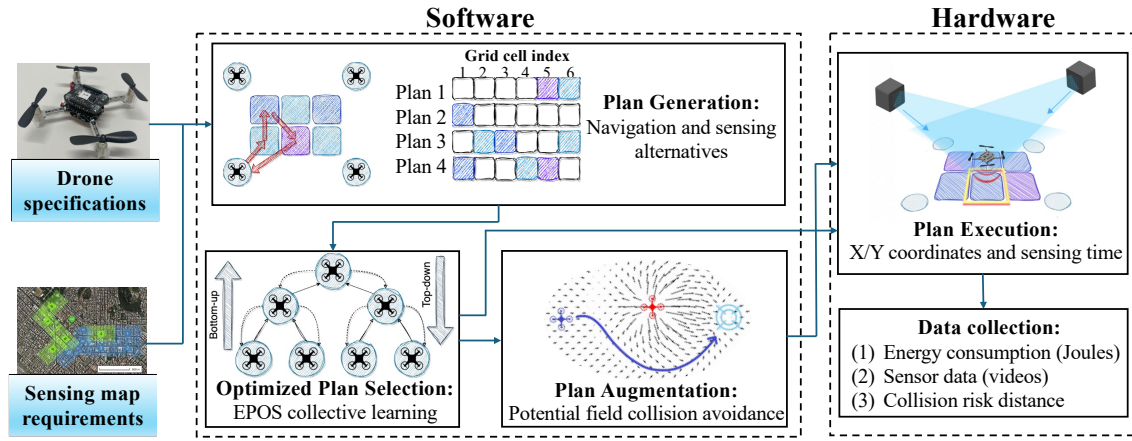 Software
Hardware
Drone
specifications
Sensing map
requirements
Grid cell index
1 2 3 4 5 6
Plan 1
Plan 2
Plan 3
Plan 4
Plan Generation:
Navigation and sensing
alternatives
Bottom-up
Top-down
Optimized Plan Selection:
EPOS collective learning
Plan Augmentation:
Potential field collision avoidance
Plan Execution:
X/Y coordinates and sensing time
Data collection:
(1) Energy consumption (Joules)
(2) Sensor data (videos)
(3) Collision risk distance